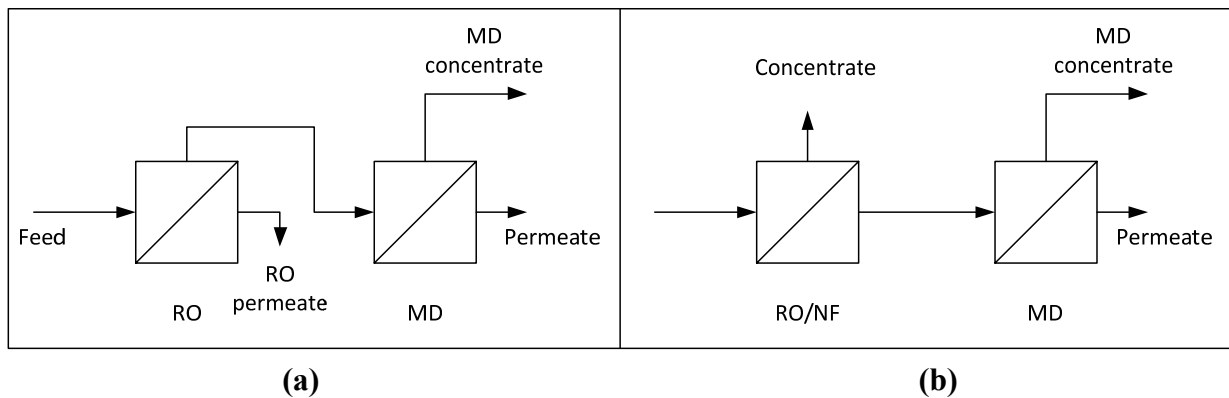 MD
concentrate
Feed
RO
permeate
Permeate
RO
MD
(a)
Concentrate
MD
concentrate
Permeate
RO/NF
MD
(b)